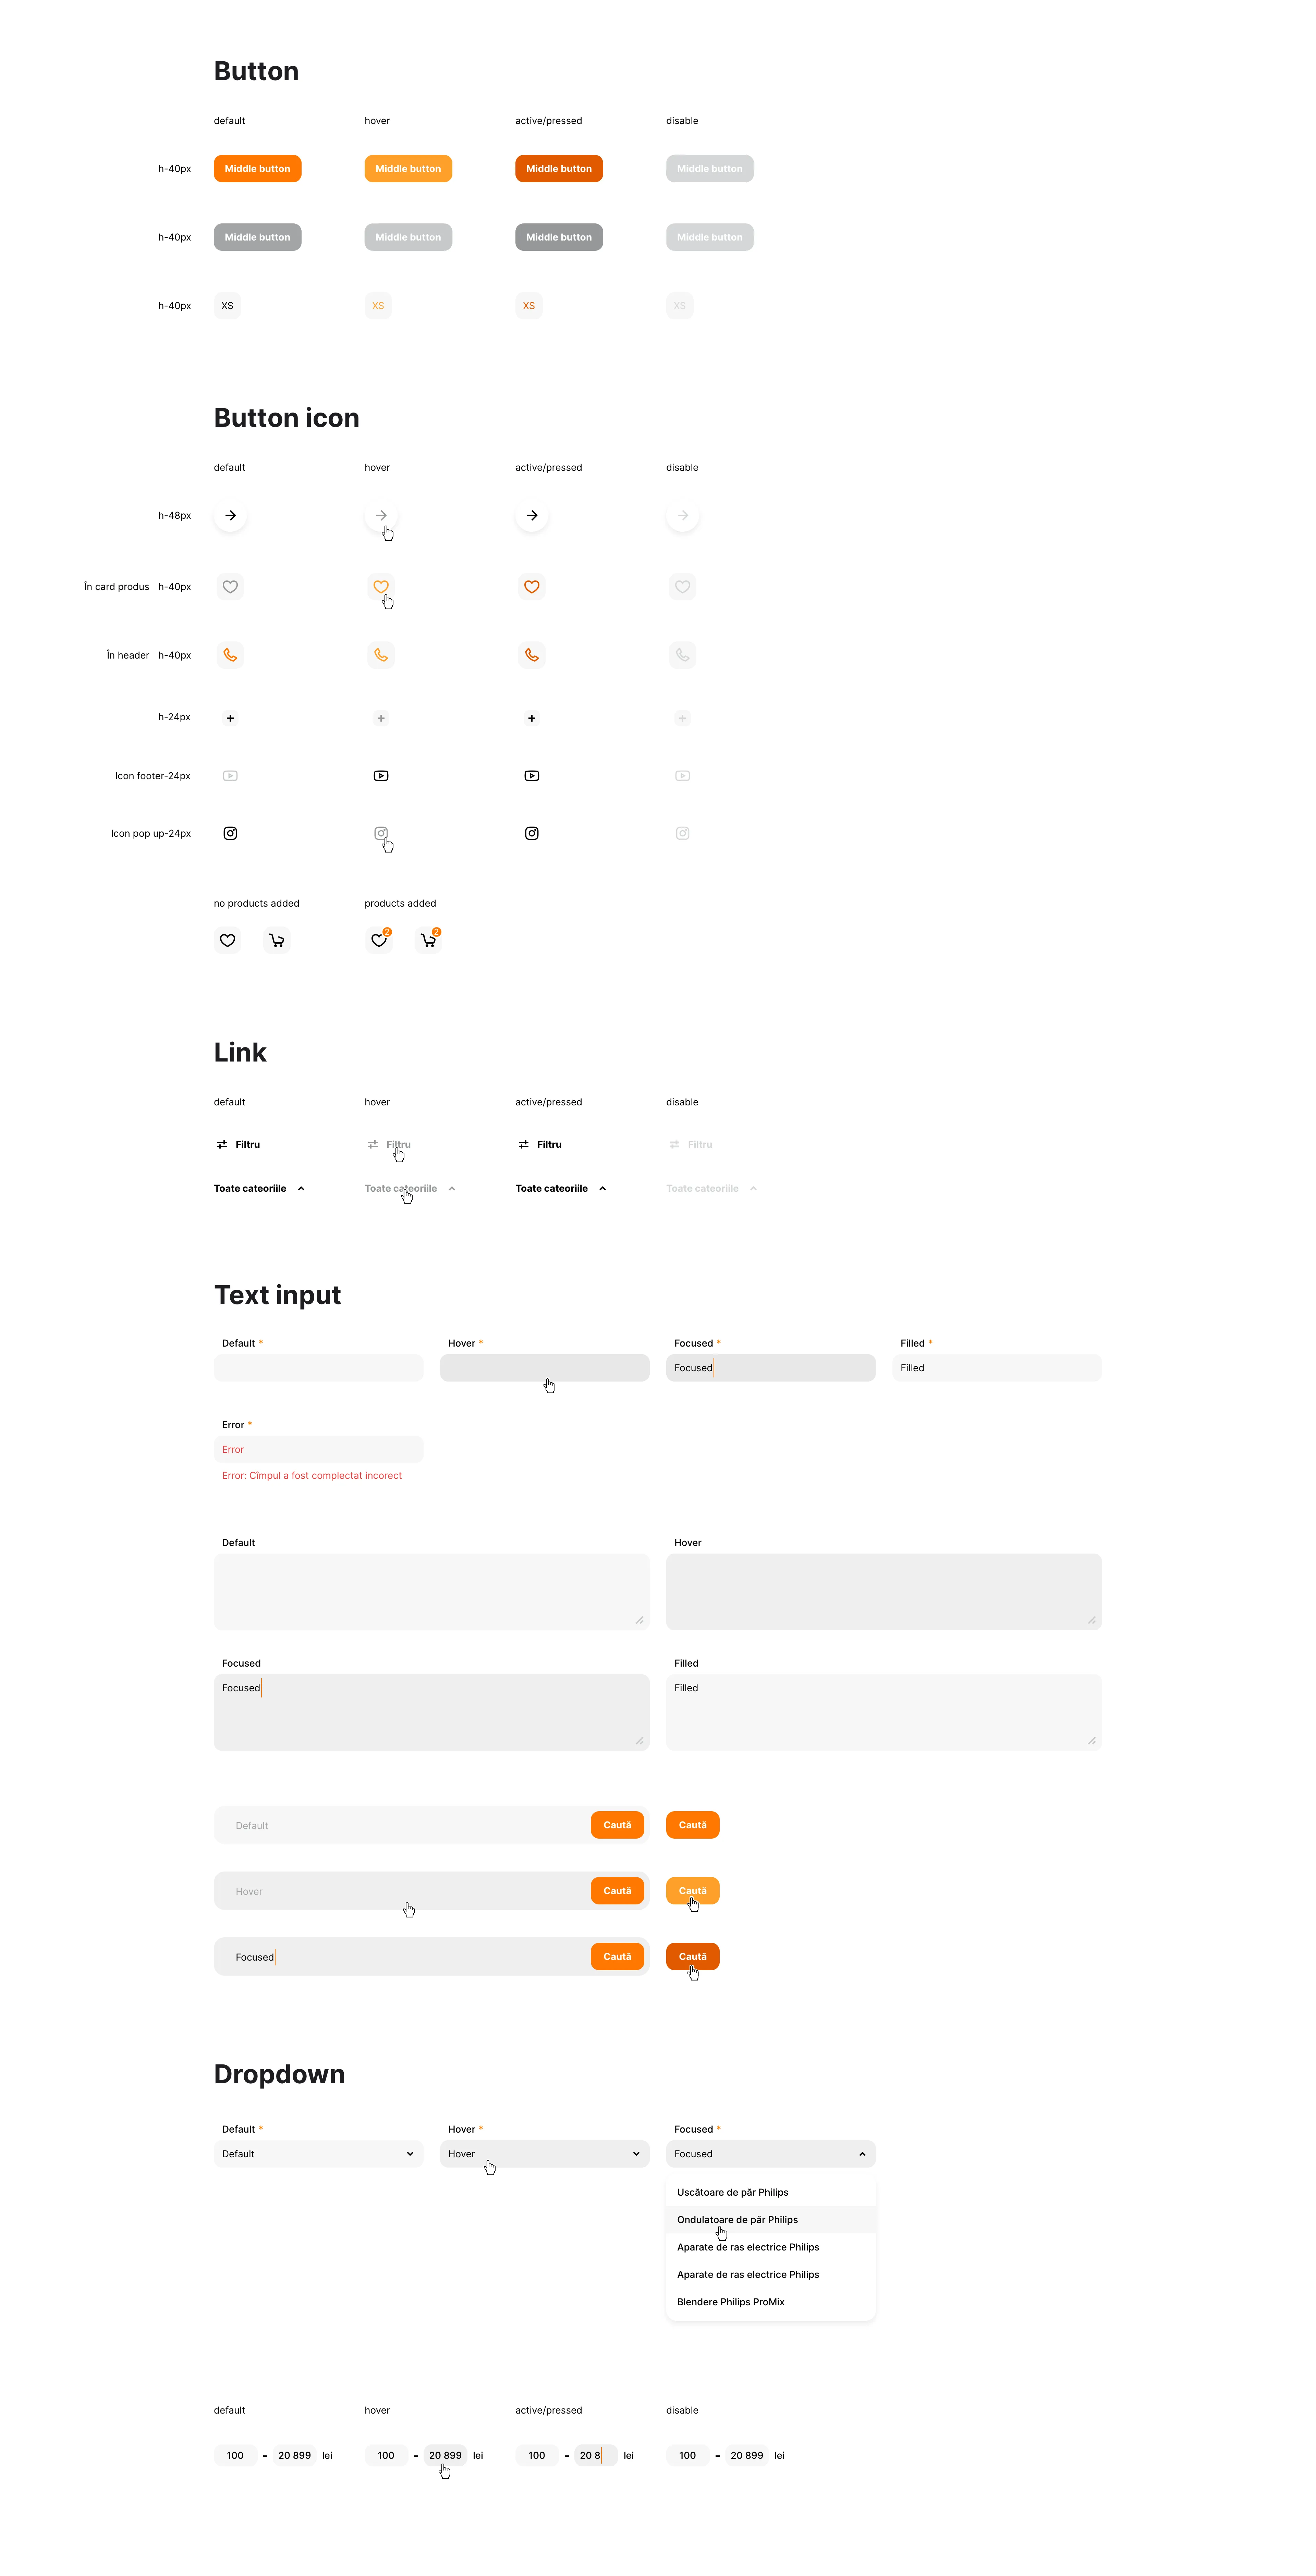 Button
default hover active/pressed disable
h-40px Middle button Middle button Middle button Middle button
h-40px Middle button Middle button Middle button Middle button
h-40px XS XS XS XS
Button icon
default hover active/pressed disable
h-48px
În card produs h-40px
În header h-40px
h-24px
Icon footer-24px
Icon pop up-24px
no products added products added
2 2
Link
default hover active/pressed disable
Filtru Filtru Filtru Filtru
Toate cateoriile Toate cateoriile Toate cateoriile Toate cateoriile
Text input
Default * Hover * Focused * Filled *
Focused Filled
Error *
Error
Error: Cîmpul a fost complectat incorect
Default Hover
Focused Filled
Focused Filled
Default Caută Caută
Hover Caută Caută
Focused Caută Caută
Dropdown
Default * Hover * Focused *
Default Hover Focused
Uscătoare de păr Philips
Ondulatoare de păr Philips
Aparate de ras electrice Philips
Aparate de ras electrice Philips
Blendere Philips ProMix
default hover active/pressed disable
100 - 20 899 lei 100 - 20 899 lei 100 - 20 8 lei 100 - 20 899 lei